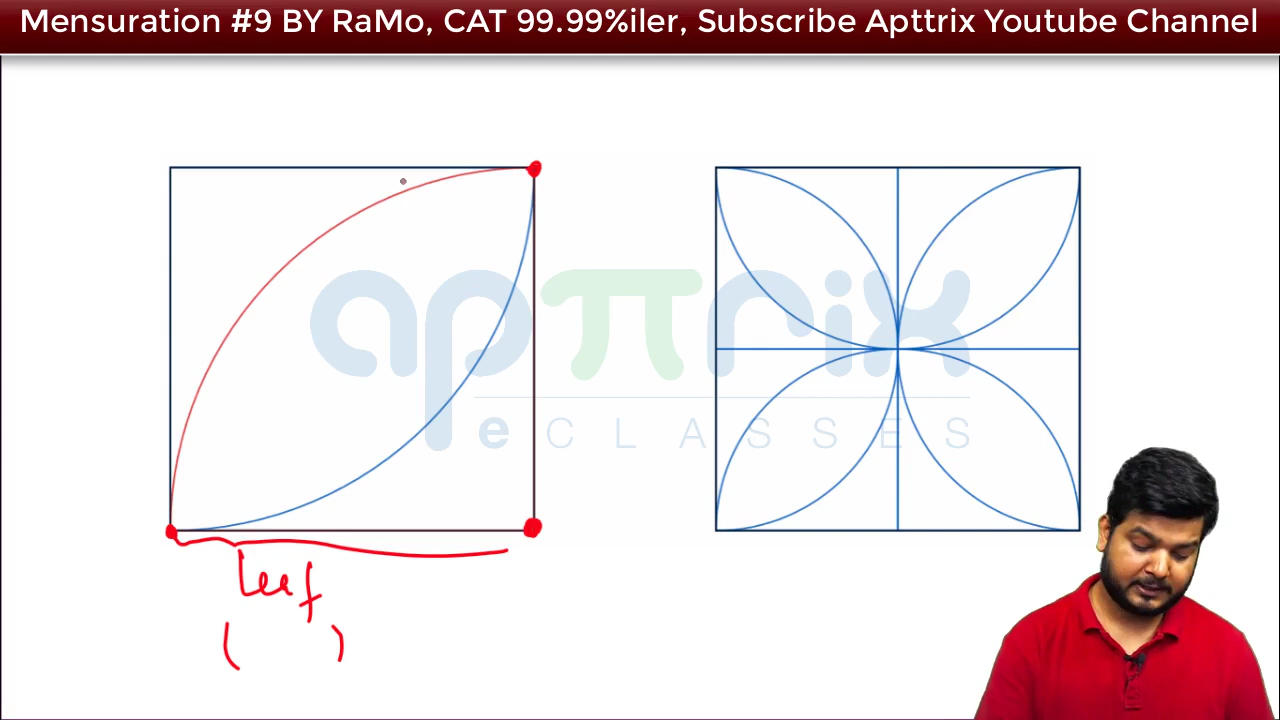 Mensuration #9 BY RaMo, CAT 99.99%iler, Subscribe Apttrix Youtube Channel
apπrix
eCLASSES
leaf
( )